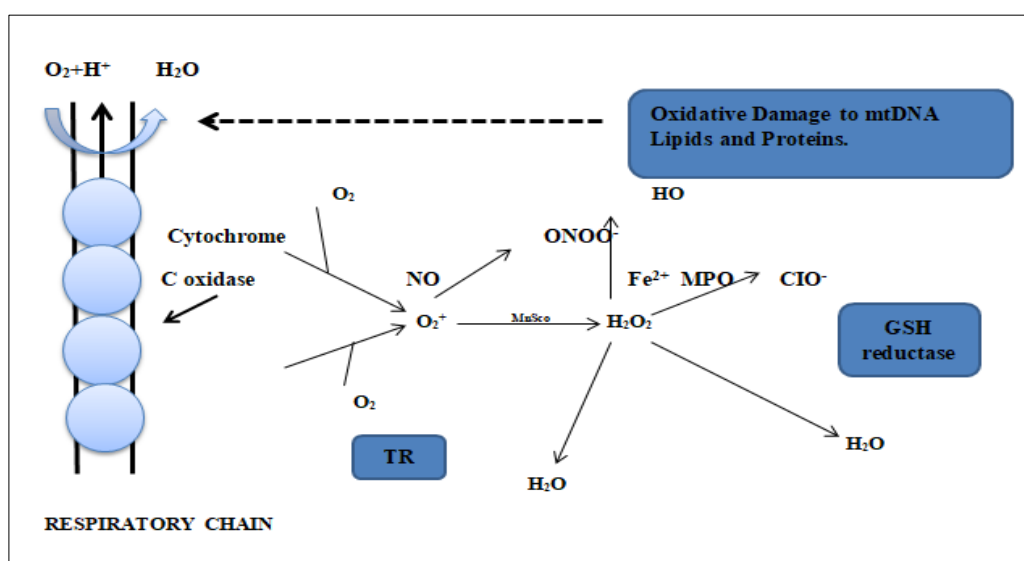 O₂+H⁺ H₂O
Oxidative Damage to mtDNA
Lipids and Proteins.
O₂
HO
Cytochrome
ONOO⁻
C oxidase
NO
Fe²⁺ MPO
ClO⁻
O₂⁺
MnSco
H₂O₂
GSH
reductase
O₂
TR
H₂O
H₂O
RESPIRATORY CHAIN